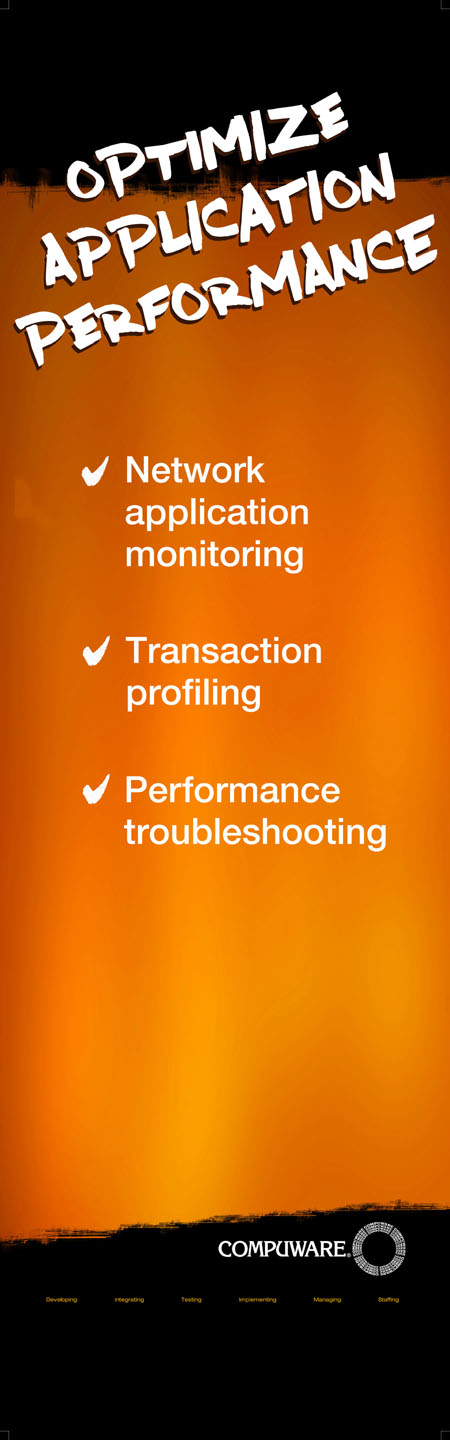 OPTIMIZE
APPLICATION
PERFORMANCE
Network
application
monitoring
Transaction
profiling
Performance
troubleshooting
COMPUWARE®
Developing Integrating Testing Implementing Managing Staffing